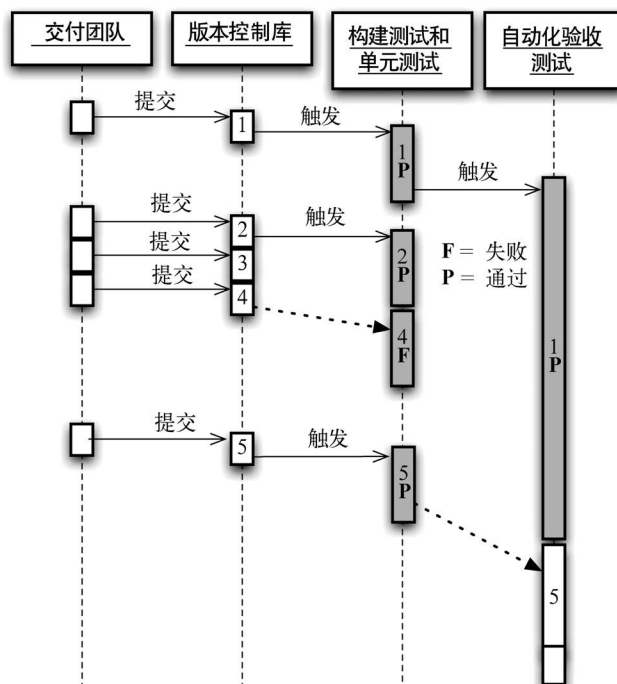 交付团队
版本控制库
构建测试和
单元测试
自动化验收
测试
提交
1
触发
1
P
触发
提交
2
触发
2
P
提交
3
F = 失败
P = 通过
提交
4
4
F
1
P
提交
5
触发
5
P
5